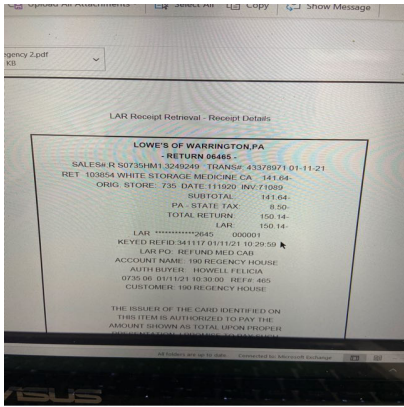 Upload All Attachments Select All Copy Show Message
egency 2.pdf
KB
LAR Receipt Retrieval - Receipt Details
LOWE'S OF WARRINGTON,PA
- RETURN 06465 -
SALES#:R S0735HM1 3249249 TRANS#: 43378971 01-11-21
RET 103854 WHITE STORAGE MEDICINE CA 141.64-
ORIG. STORE: 735 DATE:111920 INV:71089
SUBTOTAL: 141.64-
PA - STATE TAX: 8.50-
TOTAL RETURN: 150.14-
LAR: 150.14-
LAR ************2645 000001
KEYED REFID:341117 01/11/21 10:29:59
LAR PO: REFUND MED CAB
ACCOUNT NAME: 190 REGENCY HOUSE
AUTH BUYER: HOWELL FELICIA
0735 06 01/11/21 10:30:00 REF#: 465
CUSTOMER: 190 REGENCY HOUSE
THE ISSUER OF THE CARD IDENTIFIED ON
THIS ITEM IS AUTHORIZED TO PAY THE
AMOUNT SHOWN AS TOTAL UPON PROPER
All folders are up to date. Connected to: Microsoft Exchange
ASUS